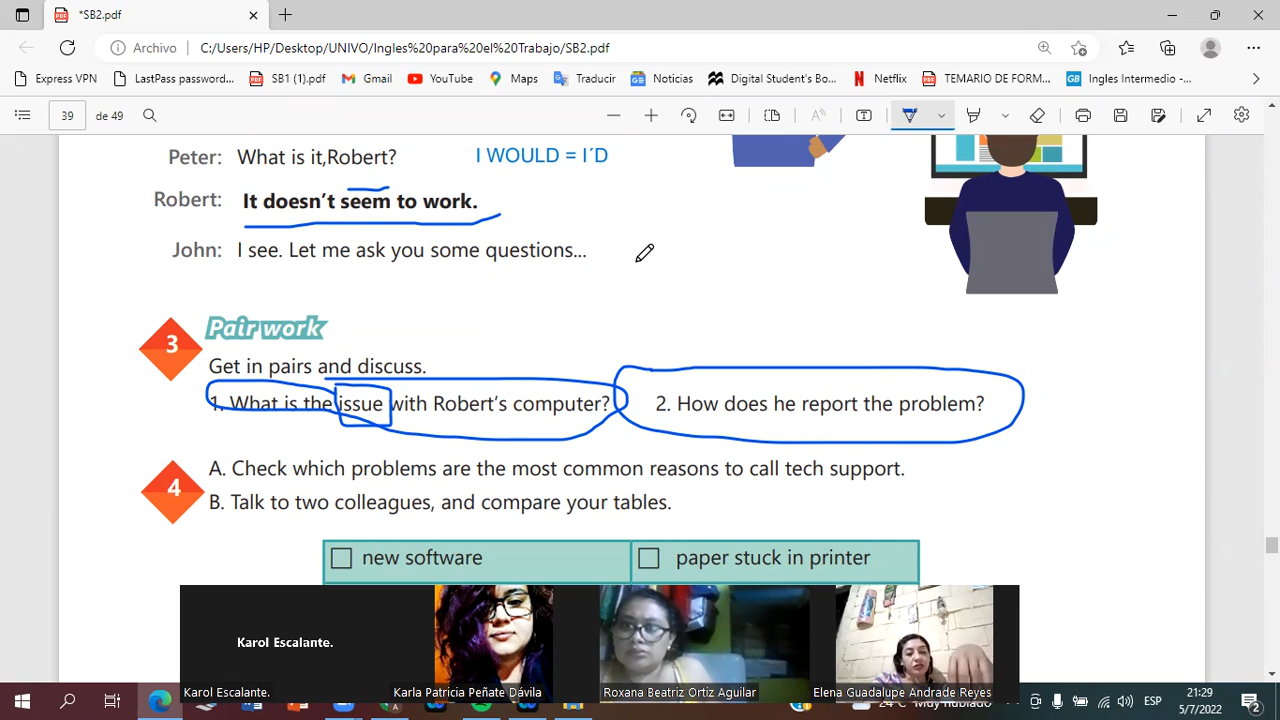 *SB2.pdf
Archivo C:/Users/HP/Desktop/UNIVO/Ingles%20para%20el%20Trabajo/SB2.pdf
Express VPN LastPass password... SB1 (1).pdf Gmail YouTube Maps Traducir Noticias Digital Student's Bo... Netflix TEMARIO DE FORM... Ingles Intermedio -...
39 de 49
Peter: What is it,Robert? I WOULD = I´D
Robert: It doesn't seem to work.
John: I see. Let me ask you some questions...
3 Pair work
Get in pairs and discuss.
1. What is the issue with Robert's computer? 2. How does he report the problem?
4 A. Check which problems are the most common reasons to call tech support.
B. Talk to two colleagues, and compare your tables.
new software paper stuck in printer
Karol Escalante.
Karol Escalante. Karla Patricia Peñate Dávila Roxana Beatriz Ortiz Aguilar Elena Guadalupe Andrade Reyes
24°C Muy nublado ESP 21:29
5/7/2022 2